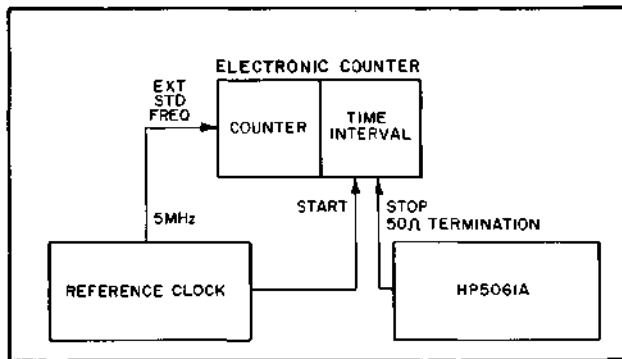 ELECTRONIC COUNTER
EXT
STD
FREQ
COUNTER
TIME
INTERVAL
START
STOP
50Ω TERMINATION
5MHz
REFERENCE CLOCK
HP5061A